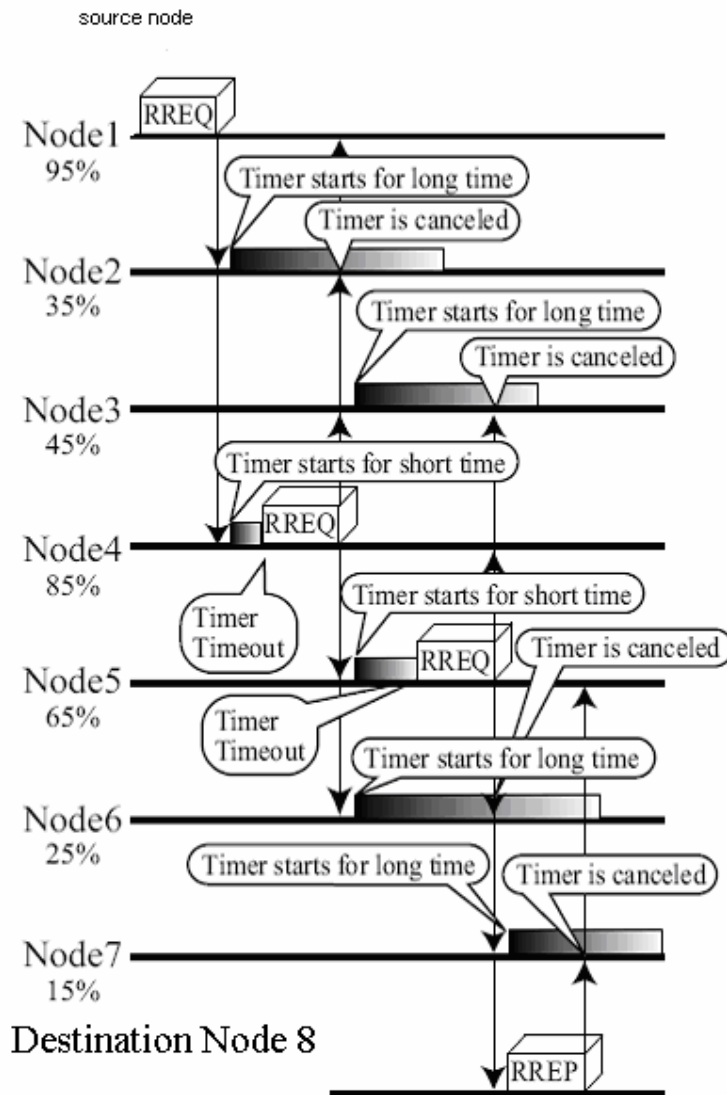 source node
RREQ
Node1
95%
Timer starts for long time
Timer is canceled
Node2
35%
Timer starts for long time
Timer is canceled
Node3
45%
Timer starts for short time
RREQ
Node4
85%
Timer
Timeout
Timer starts for short time
RREQ
Timer is canceled
Node5
65%
Timer
Timeout
Timer starts for long time
Node6
25%
Timer starts for long time
Timer is canceled
Node7
15%
Destination Node 8
RREP